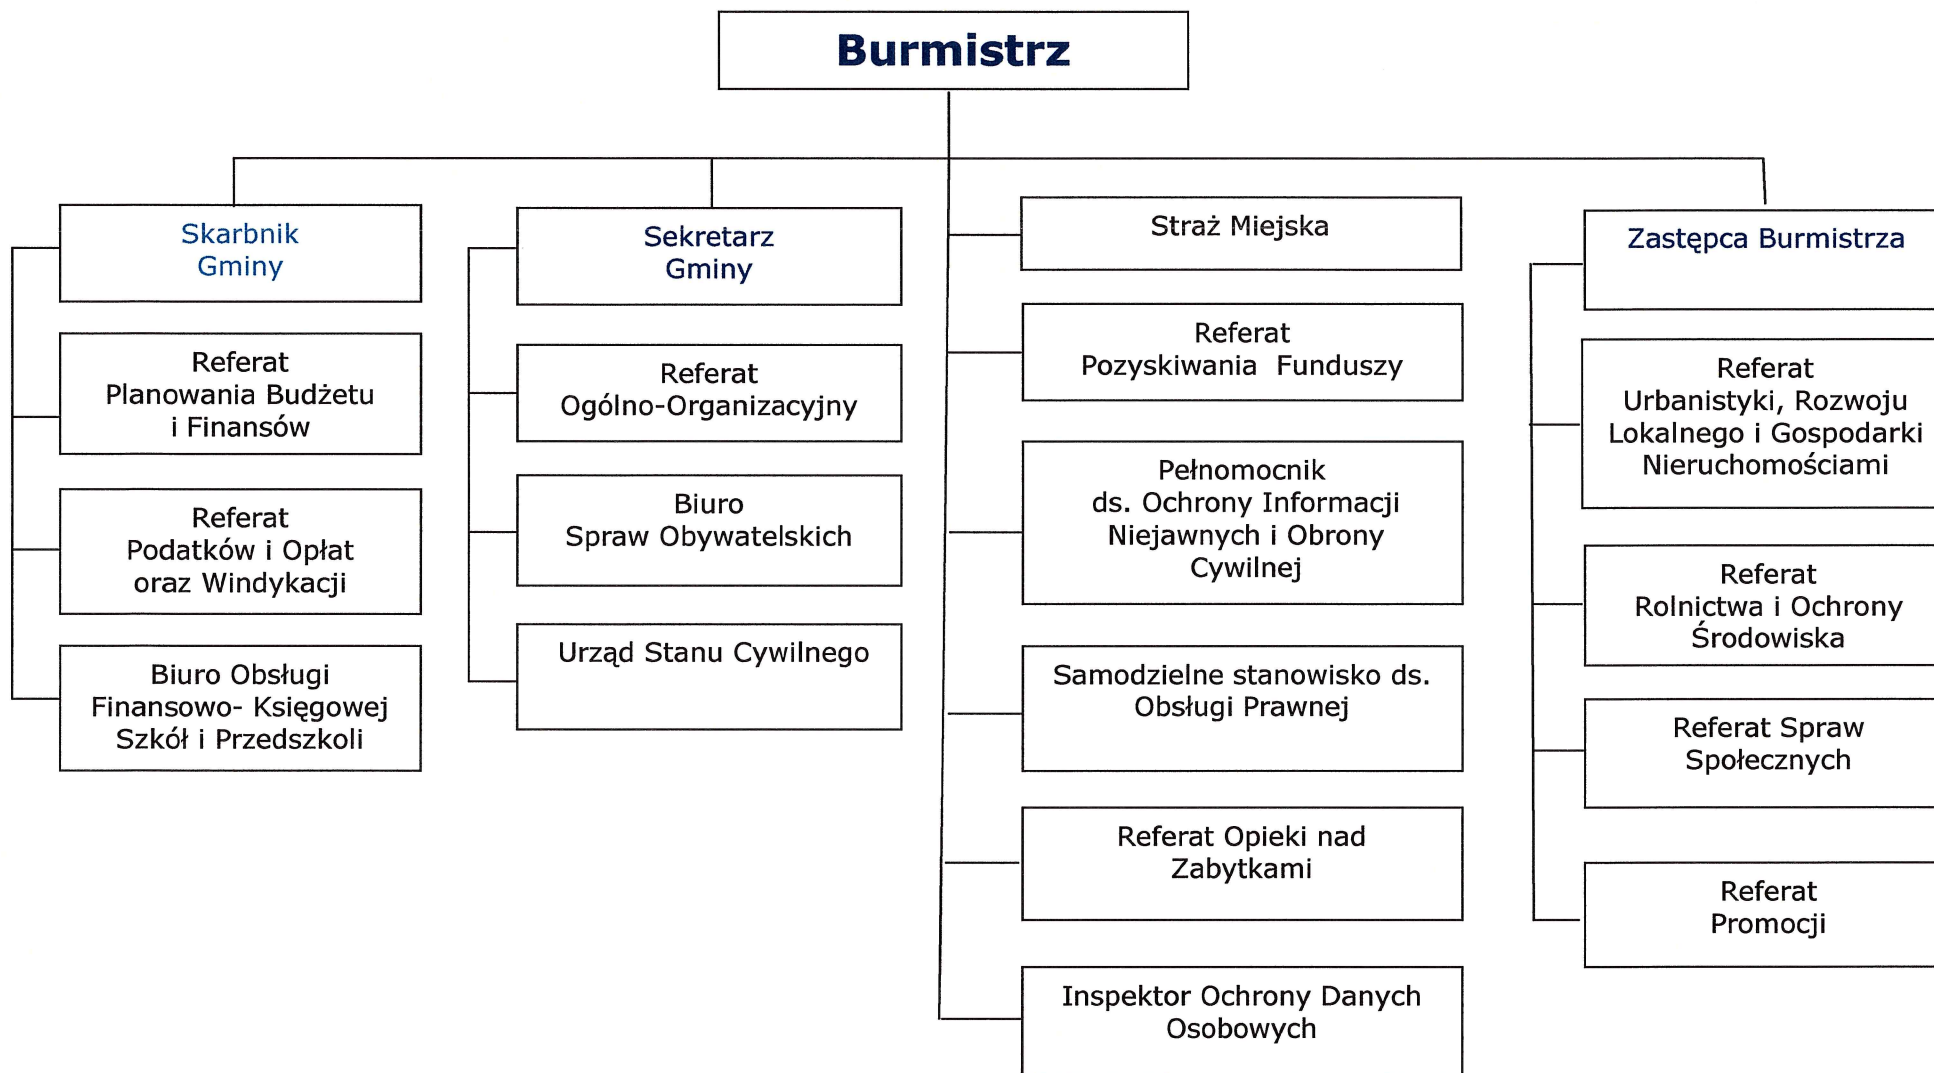 Burmistrz
Skarbnik
Gminy
Referat
Planowania Budżetu
i Finansów
Referat
Podatków i Opłat
oraz Windykacji
Biuro Obsługi
Finansowo- Księgowej
Szkół i Przedszkoli
Sekretarz
Gminy
Referat
Ogólno-Organizacyjny
Biuro
Spraw Obywatelskich
Urząd Stanu Cywilnego
Straż Miejska
Referat
Pozyskiwania Funduszy
Pełnomocnik
ds. Ochrony Informacji
Niejawnych i Obrony
Cywilnej
Samodzielne stanowisko ds.
Obsługi Prawnej
Referat Opieki nad
Zabytkami
Inspektor Ochrony Danych
Osobowych
Zastępca Burmistrza
Referat
Urbanistyki, Rozwoju
Lokalnego i Gospodarki
Nieruchomościami
Referat
Rolnictwa i Ochrony
Środowiska
Referat Spraw
Społecznych
Referat
Promocji